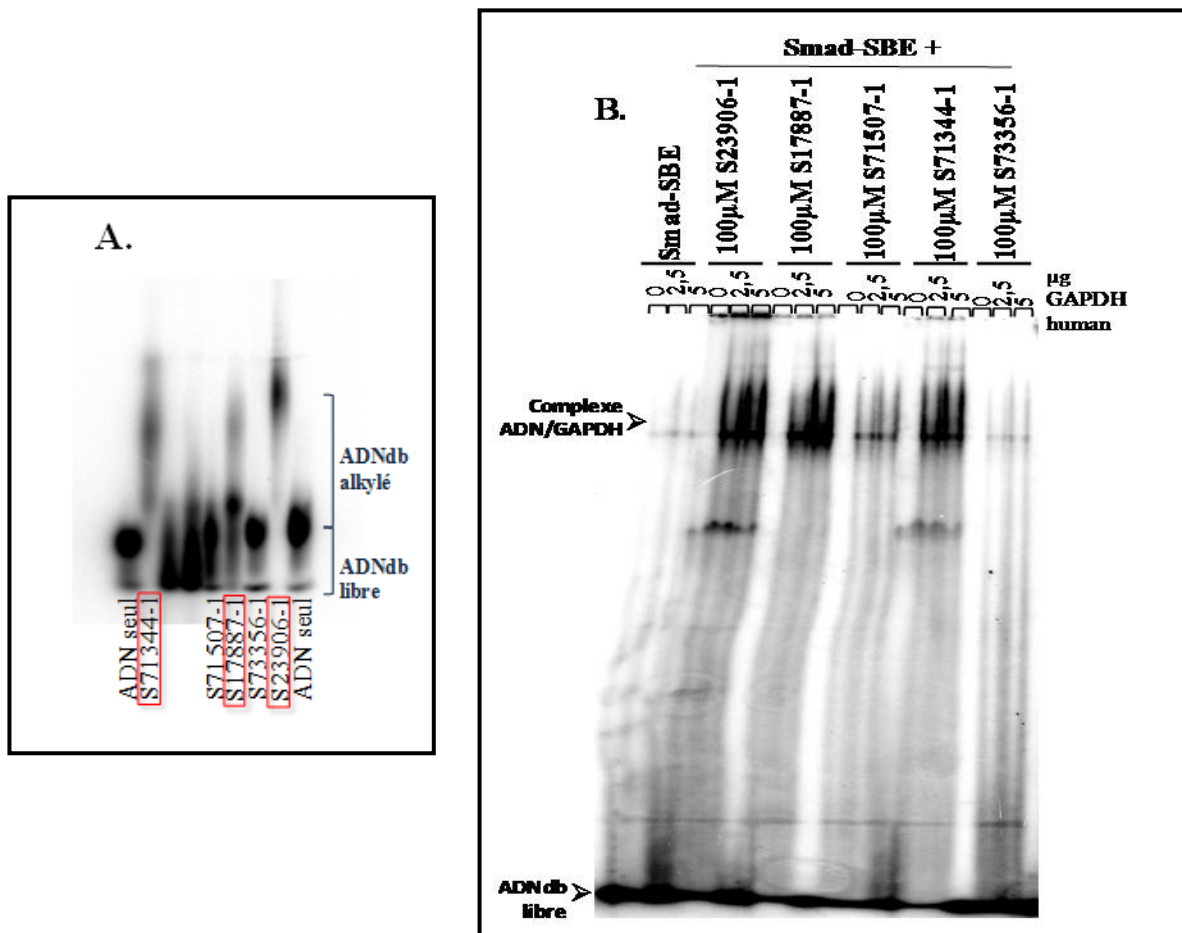 A.
ADNdb
alkylé
ADNdb
libre
ADN seul
S71344-1
S71507-1
S17887-1
S73356-1
S23906-1
ADN seul
B.
Smad-SBE +
Smad-SBE
100µM S23906-1
100µM S17887-1
100µM S71507-1
100µM S71344-1
100µM S73356-1
0 2,5 5 0 2,5 5 0 2,5 5 0 2,5 5 0 2,5 5 0 2,5 5
µg
GAPDH
human
Complexe
ADN/GAPDH
ADNdb
libre